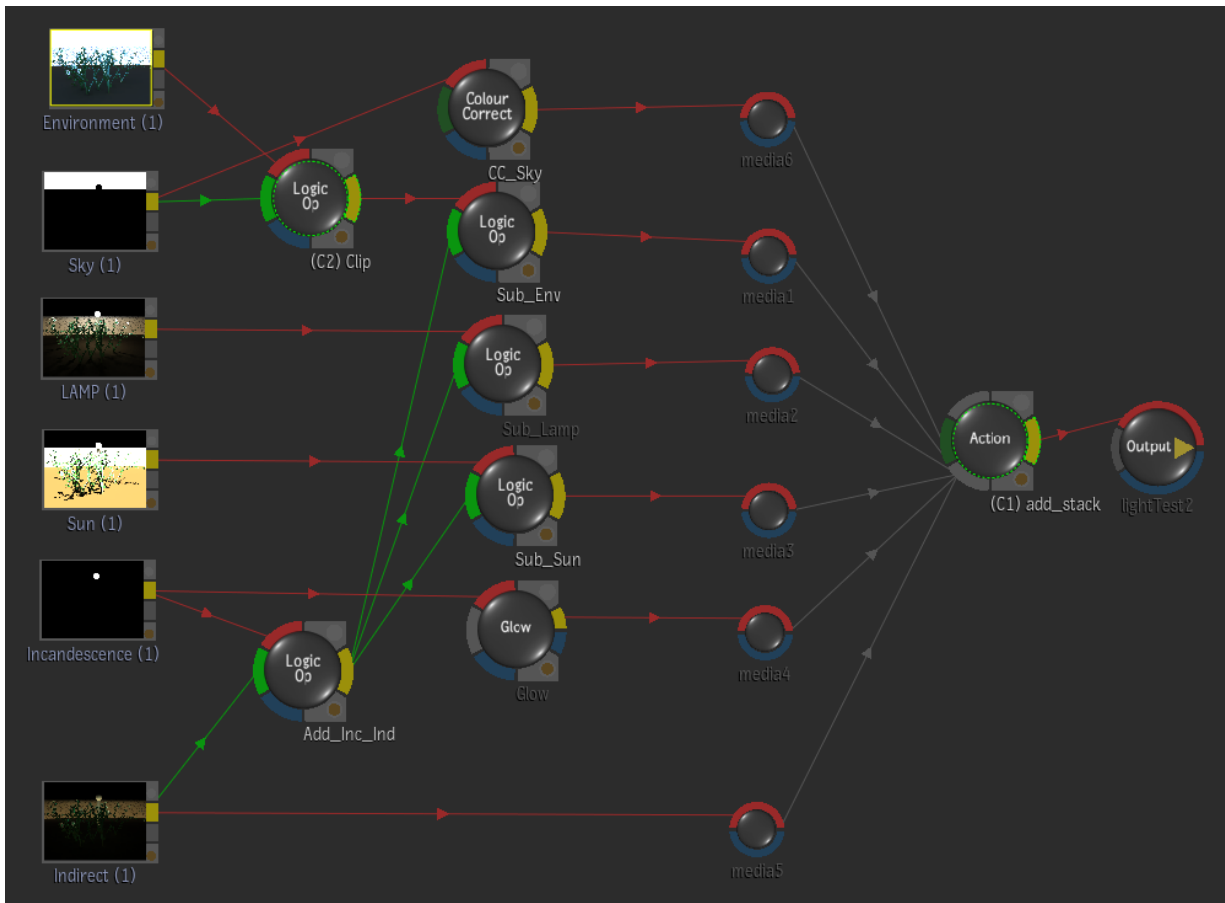 Environment (1)
Colour
Correct
CC_Sky
media6
Logic
Op
(C2) Clip
Sky (1)
Logic
Op
Sub_Env
media1
LAMP (1)
Logic
Op
Sub_Lamp
media2
Action
(C1) add_stack
Output
lightTest2
Sun (1)
Logic
Op
Sub_Sun
media3
Incandescence (1)
Glow
Glow
media4
Logic
Op
Add_Inc_Ind
Indirect (1)
media5